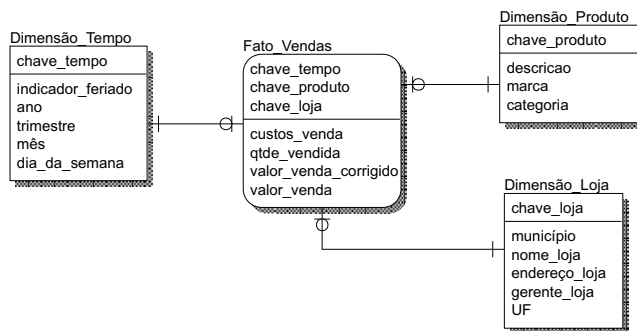 Dimensão_Tempo
chave_tempo
indicador_feriado
ano
trimestre
mês
dia_da_semana
Fato_Vendas
chave_tempo
chave_produto
chave_loja
custos_venda
qtde_vendida
valor_venda_corrigido
valor_venda
Dimensão_Produto
chave_produto
descricao
marca
categoria
Dimensão_Loja
chave_loja
município
nome_loja
endereço_loja
gerente_loja
UF